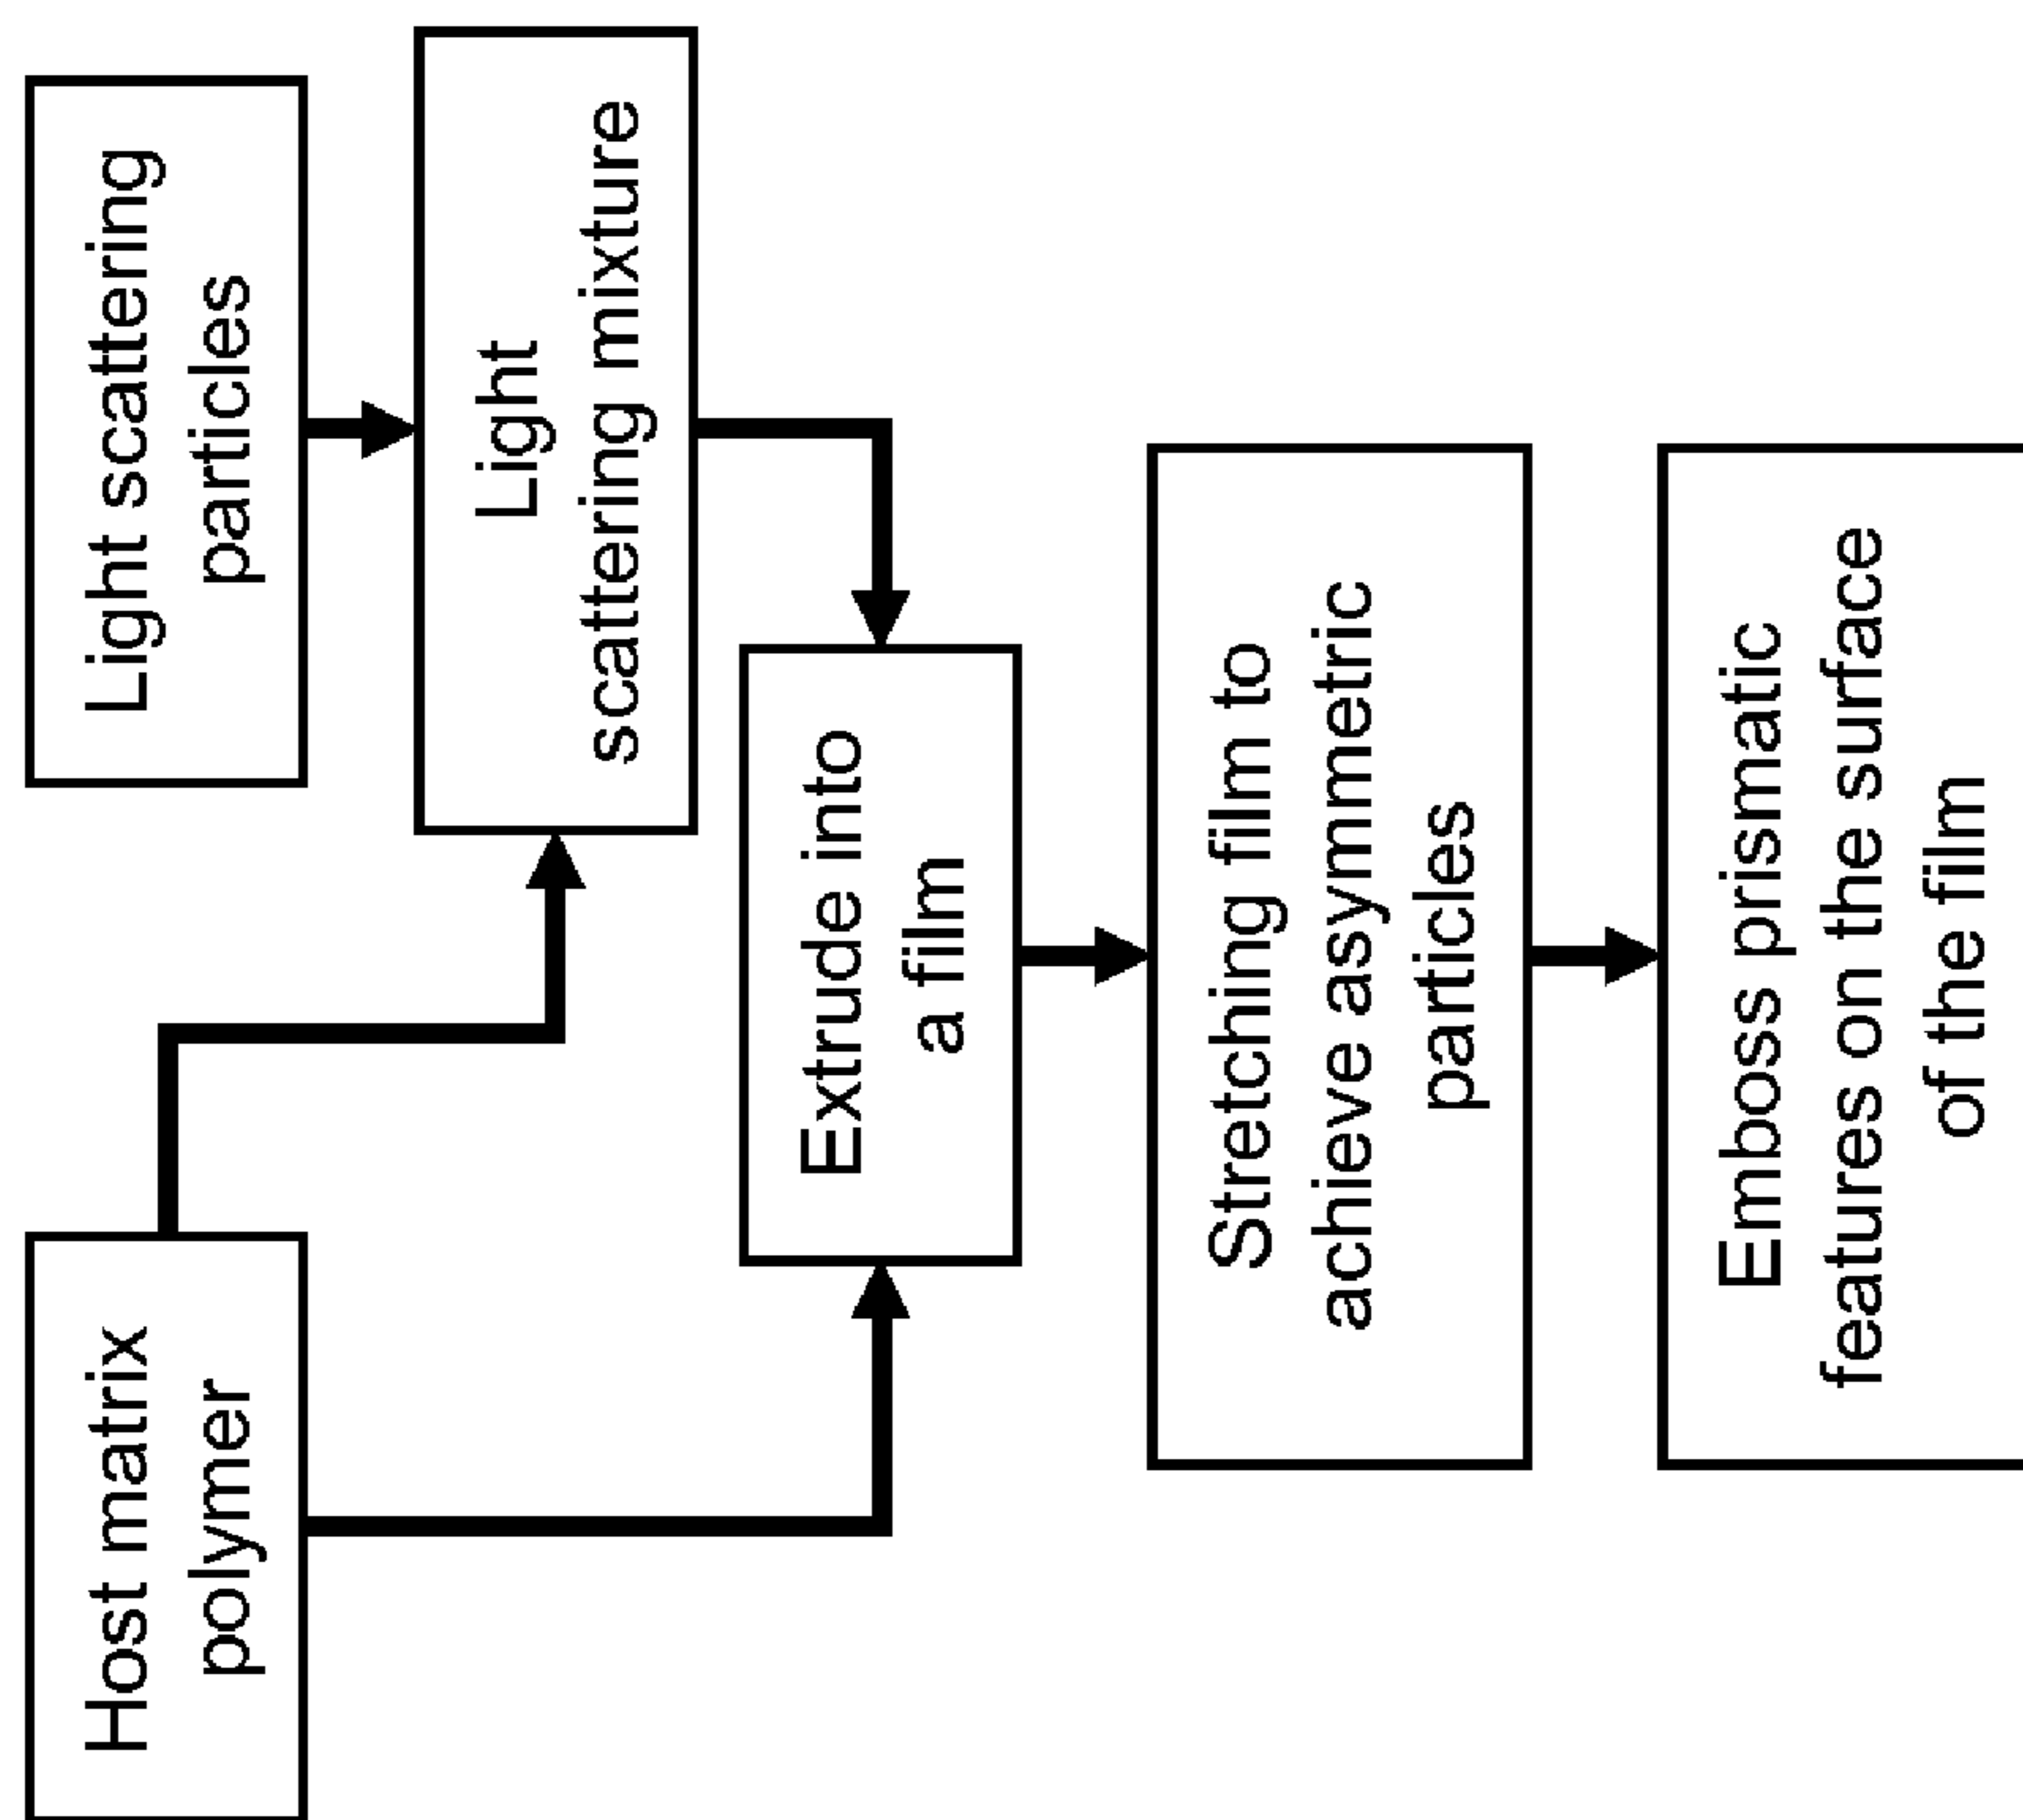 Host matrix
polymer
Light scattering
particles
Light
scattering mixture
Extrude into
a film
Stretching film to
achieve asymmetric
particles
Emboss prismatic
features on the surface
of the film